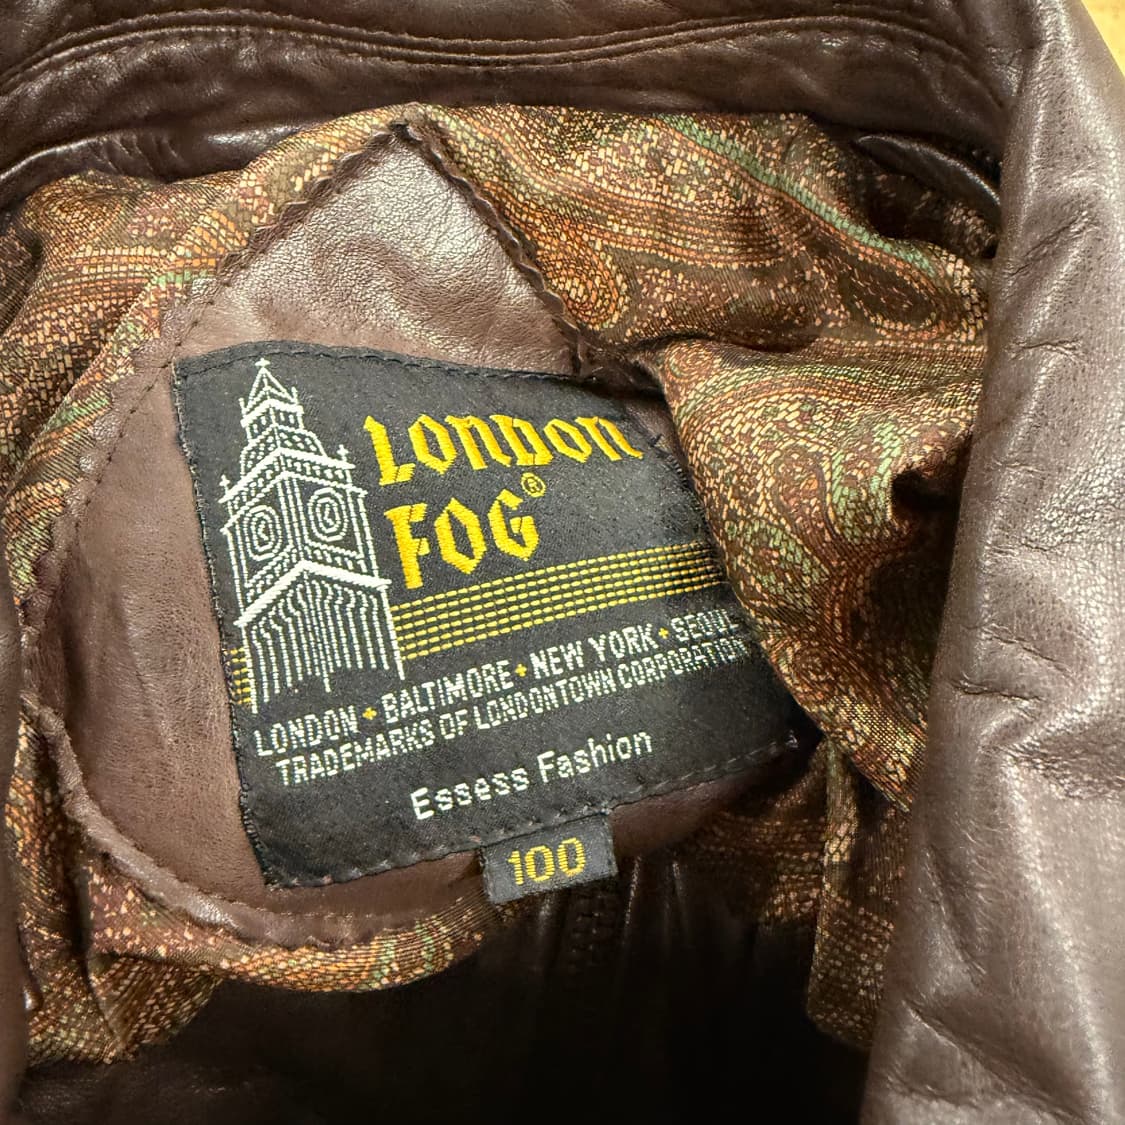 LONDON
FOG®
LONDON + BALTIMORE + NEW YORK + SEOUL
TRADEMARKS OF LONDONTOWN CORPORATION
Essess Fashion
100